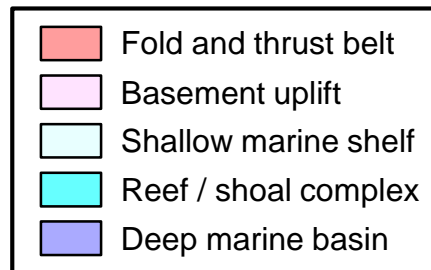 Fold and thrust belt
Basement uplift
Shallow marine shelf
Reef / shoal complex
Deep marine basin